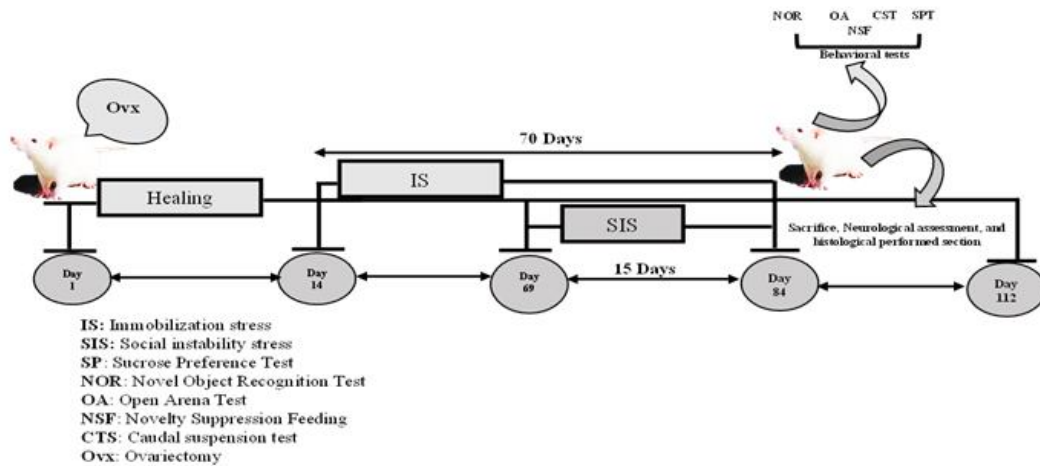 NOR OA CST SPT
NSF
Behavioral tests
Ovx
70 Days
IS
Healing
SIS
Sacrifice, Neurological assessment, and
histological performed section
15 Days
Day
1
Day
14
Day
69
Day
84
Day
112
IS: Immobilization stress
SIS: Social instability stress
SP: Sucrose Preference Test
NOR: Novel Object Recognition Test
OA: Open Arena Test
NSF: Novelty Suppression Feeding
CTS: Caudal suspension test
Ovx: Ovariectomy